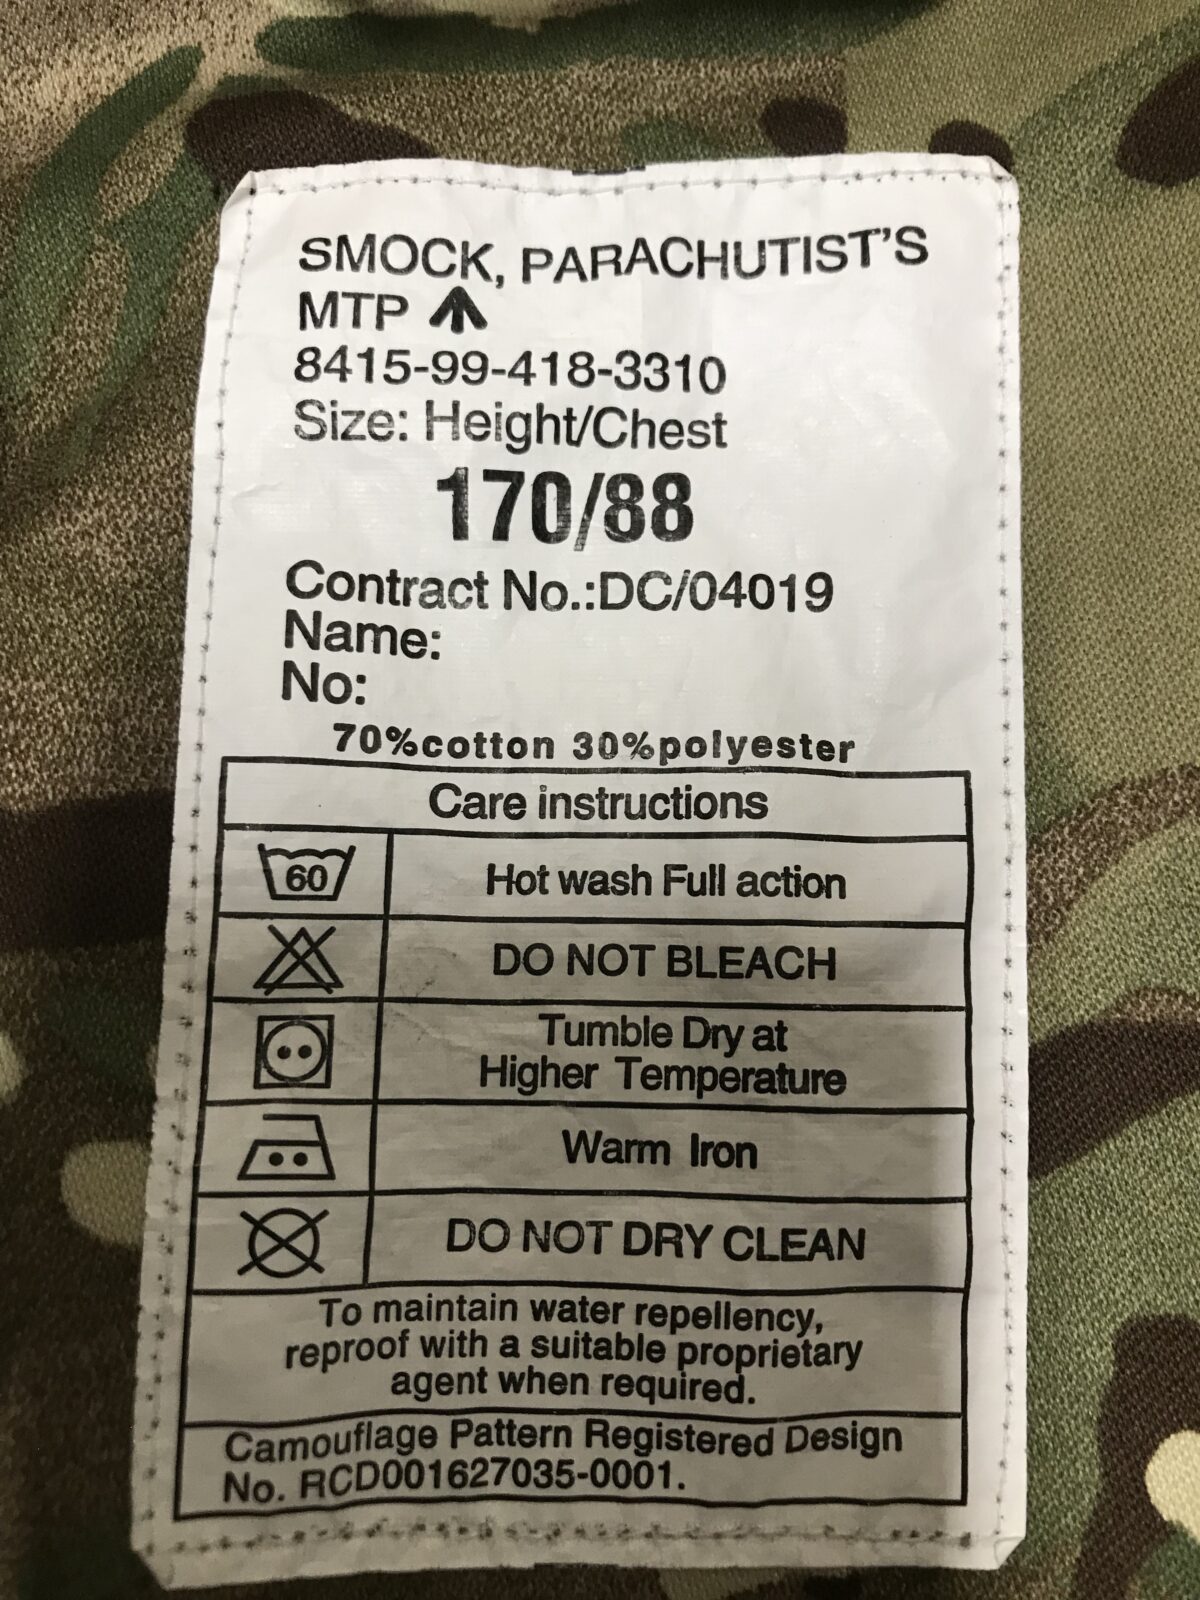 SMOCK, PARACHUTIST'S
MTP
8415-99-418-3310
Size: Height/Chest
170/88
Contract No.:DC/04019
Name:
No:
70%cotton 30%polyester
Care instructions
60 Hot wash Full action
DO NOT BLEACH
Tumble Dry at
Higher Temperature
Warm Iron
DO NOT DRY CLEAN
To maintain water repellency,
reproof with a suitable proprietary
agent when required.
Camouflage Pattern Registered Design
No. RCD001627035-0001.